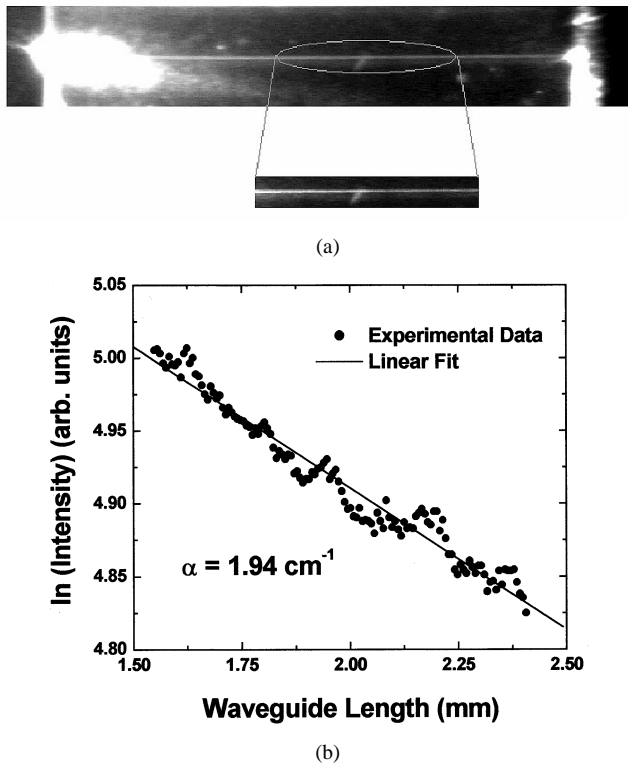 (a)
5.05
5.00
4.95
4.90
4.85
4.80
ln (Intensity) (arb. units)
Experimental Data
Linear Fit
α = 1.94 cm⁻¹
1.50 1.75 2.00 2.25 2.50
Waveguide Length (mm)
(b)